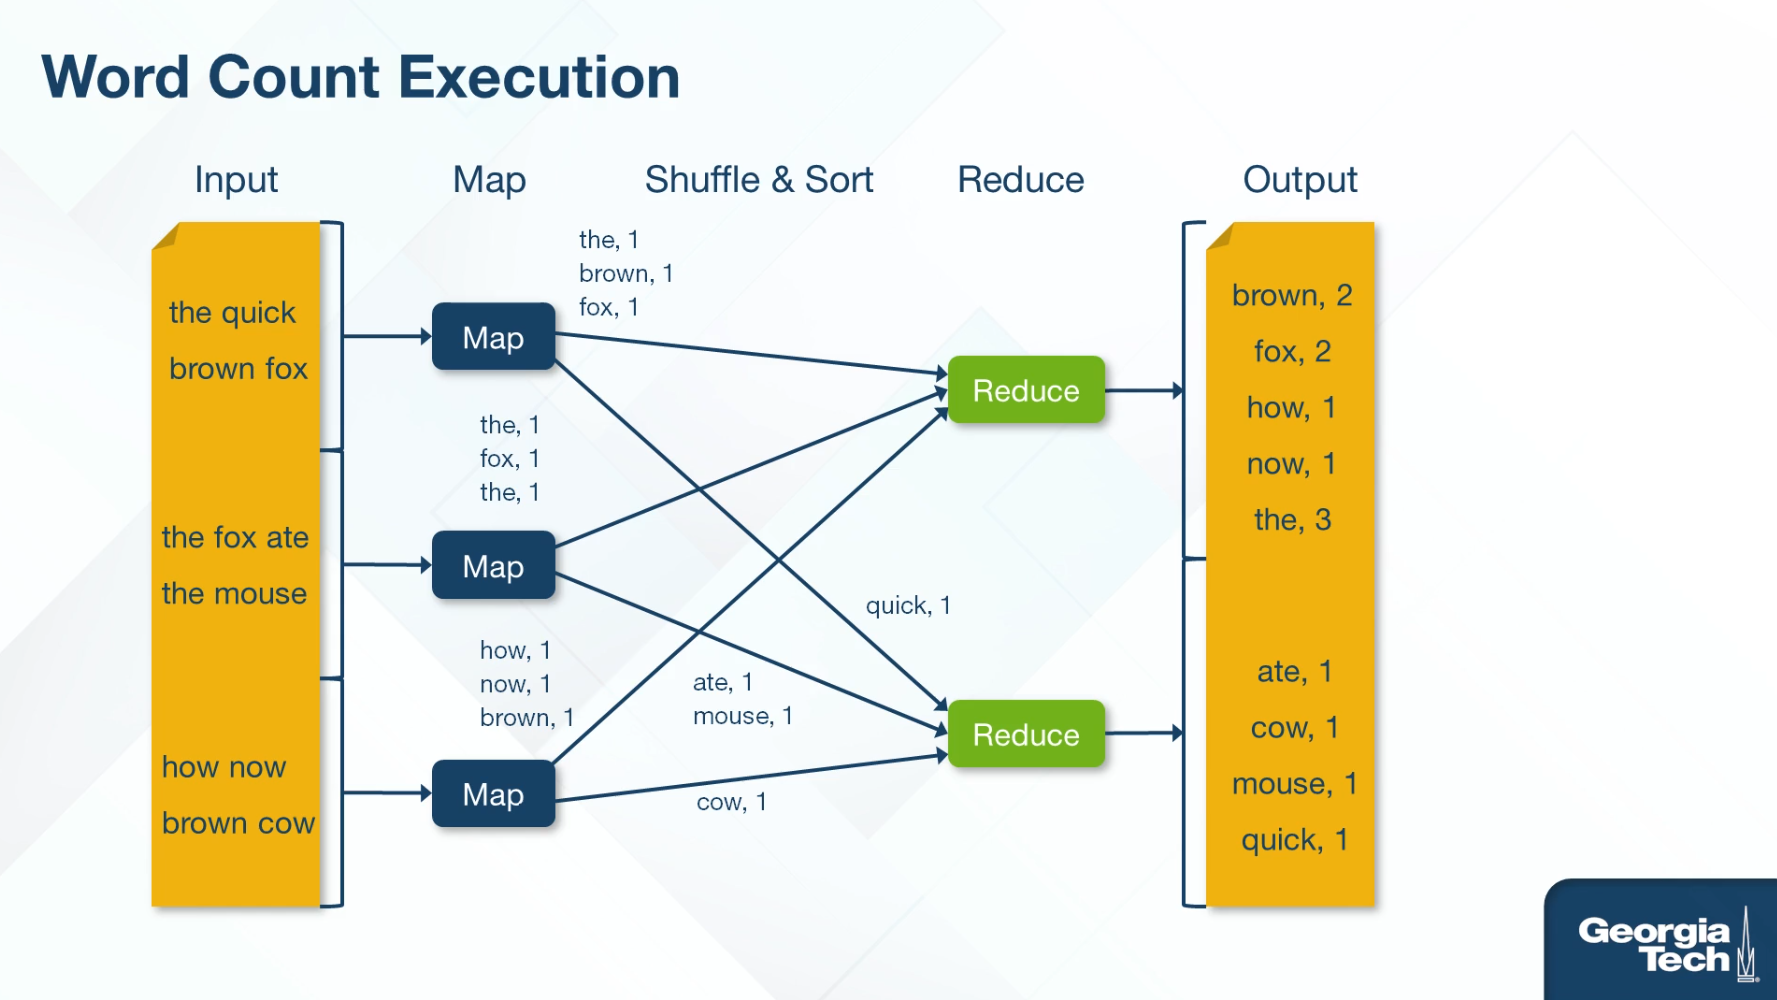 Word Count Execution
Input
Map
Shuffle & Sort
Reduce
Output
the quick
brown fox
the fox ate
the mouse
how now
brown cow
Map
Map
Map
the, 1
brown, 1
fox, 1
the, 1
fox, 1
the, 1
how, 1
now, 1
brown, 1
quick, 1
ate, 1
mouse, 1
cow, 1
Reduce
Reduce
brown, 2
fox, 2
how, 1
now, 1
the, 3
ate, 1
cow, 1
mouse, 1
quick, 1
Georgia
Tech